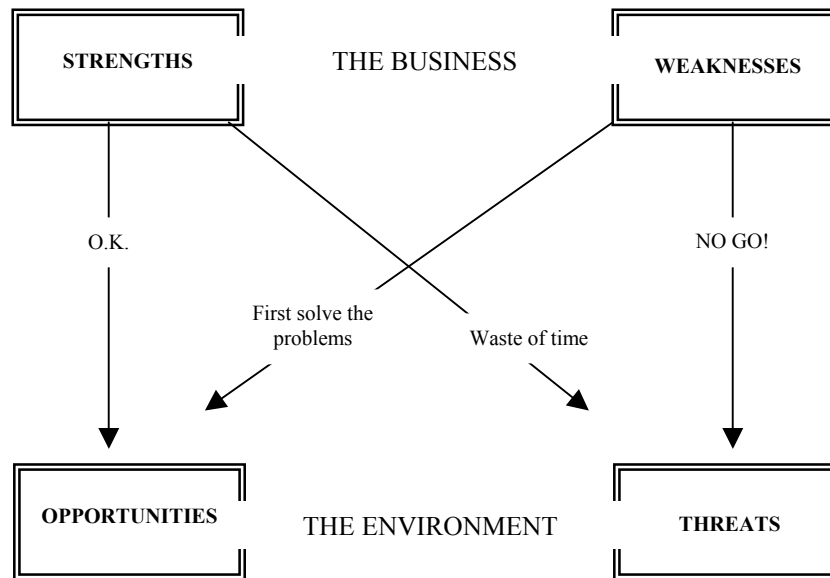 STRENGTHS
THE BUSINESS
WEAKNESSES
O.K.
NO GO!
First solve the
problems
Waste of time
OPPORTUNITIES
THE ENVIRONMENT
THREATS